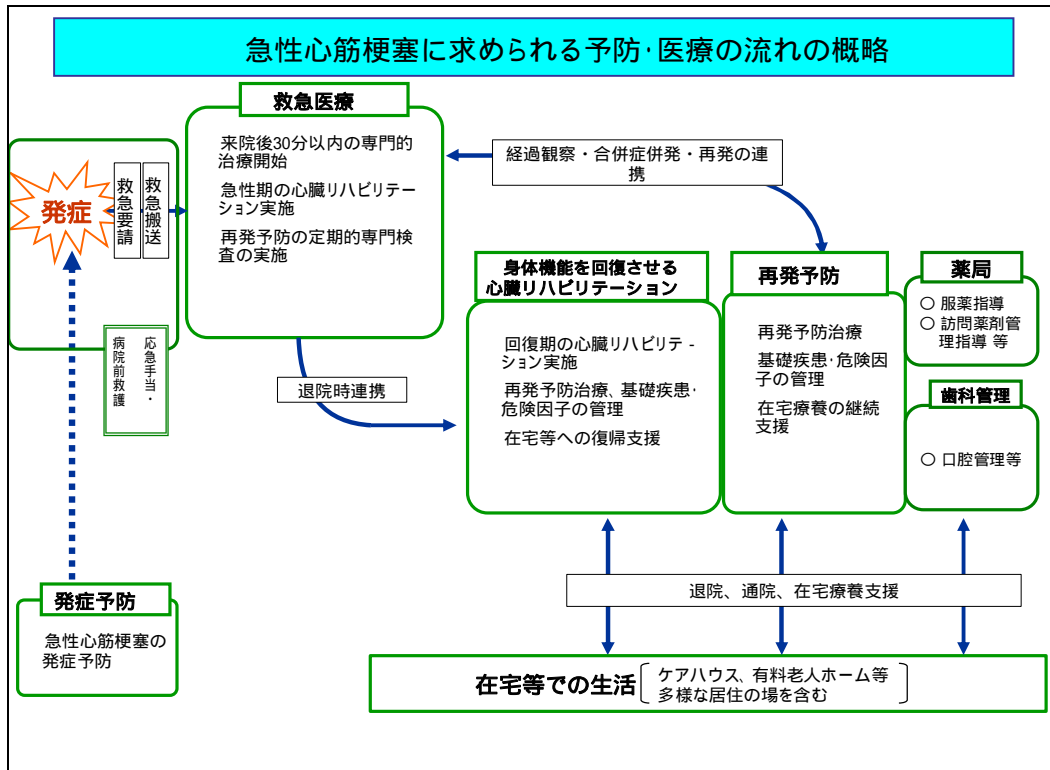 急性心筋梗塞に求められる予防･医療の流れの概略
救急医療
来院後30分以内の専門的
治療開始
急性期の心臓リハビリテー
ション実施
再発予防の定期的専門検
査の実施
発症
救急要請
救急搬送
応急手当・
病院前救護
経過観察・合併症併発・再発の連
携
身体機能を回復させる
心臓リハビリテーション
回復期の心臓リハビリテ-
ション実施
再発予防治療、基礎疾患･
危険因子の管理
在宅等への復帰支援
再発予防
再発予防治療
基礎疾患･危険因
子の管理
在宅療養の継続
支援
薬局
○ 服薬指導
○ 訪問薬剤管
理指導 等
歯科管理
○ 口腔管理等
退院時連携
退院、通院、在宅療養支援
発症予防
急性心筋梗塞の
発症予防
在宅等での生活
ケアハウス、有料老人ホーム等
多様な居住の場を含む